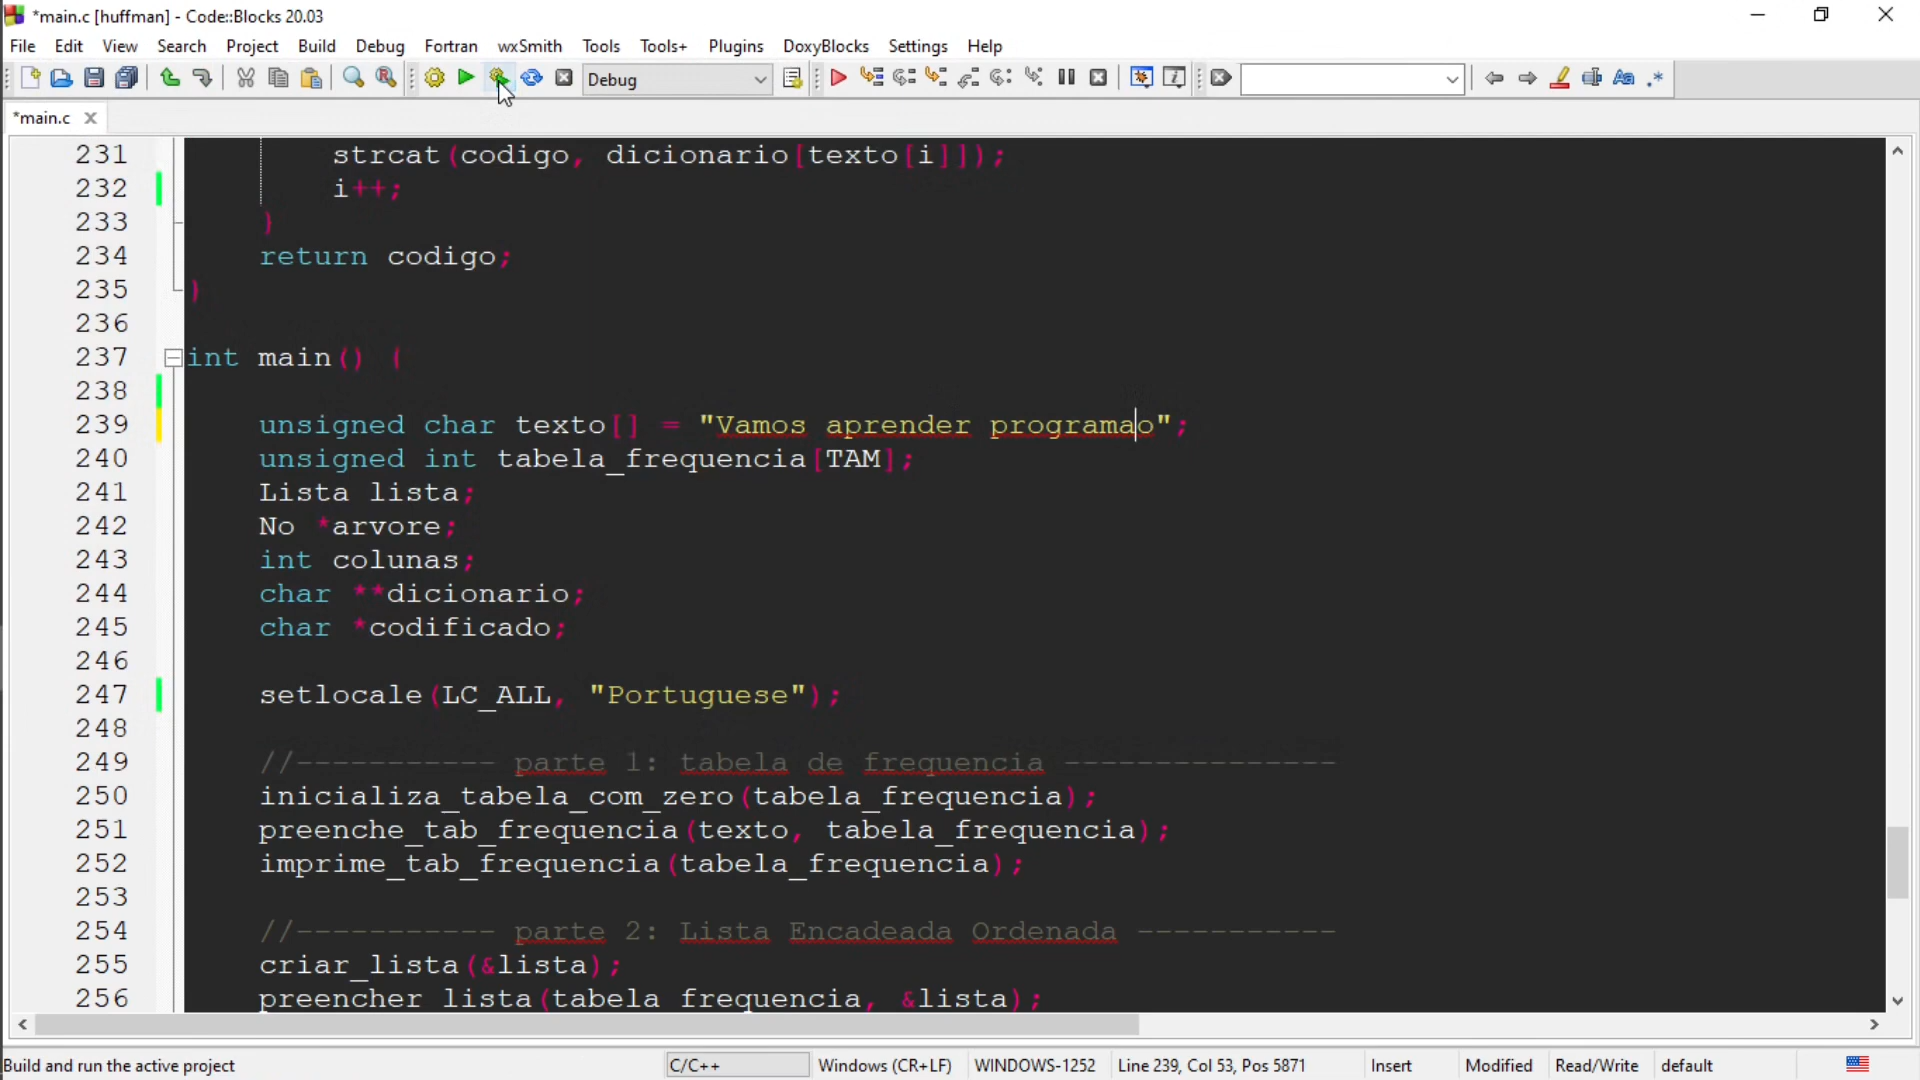 *main.c [huffman] - Code::Blocks 20.03
File Edit View Search Project Build Debug Fortran wxSmith Tools Tools+ Plugins DoxyBlocks Settings Help
Debug
*main.c
231 strcat(codigo, dicionario[texto[i]]);
232 i++;
233 }
234 return codigo;
235 }
236
237 int main() {
238
239 unsigned char texto[] = "Vamos aprender programao";
240 unsigned int tabela_frequencia[TAM];
241 Lista lista;
242 No *arvore;
243 int colunas;
244 char **dicionario;
245 char *codificado;
246
247 setlocale(LC_ALL, "Portuguese");
248
249 //----------- parte 1: tabela de frequencia ---------------
250 inicializa_tabela_com_zero(tabela_frequencia);
251 preenche_tab_frequencia(texto, tabela_frequencia);
252 imprime_tab_frequencia(tabela_frequencia);
253
254 //----------- parte 2: Lista Encadeada Ordenada -----------
255 criar_lista(&lista);
256 preencher_lista(tabela_frequencia, &lista);
Build and run the active project C/C++ Windows (CR+LF) WINDOWS-1252 Line 239, Col 53, Pos 5871 Insert Modified Read/Write default